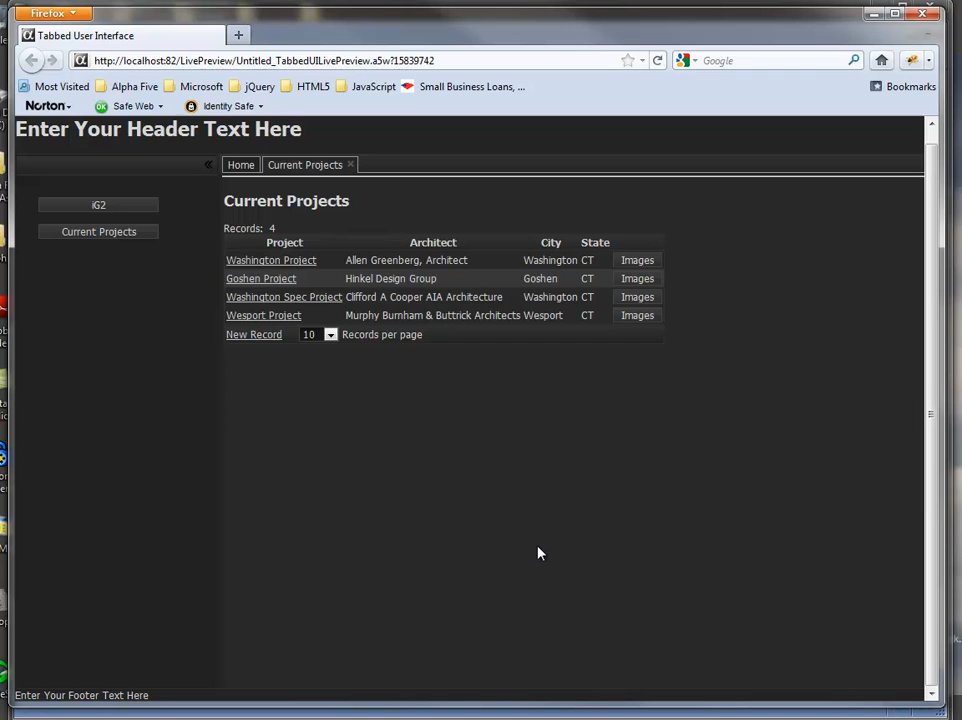 Firefox
Tabbed User Interface
http://localhost:82/LivePreview/Untitled_TabbedUILivePreview.a5w?15839742
Google
Most Visited Alpha Five Microsoft jQuery HTML5 JavaScript Small Business Loans, ... Bookmarks
Norton OK Safe Web Identity Safe
Enter Your Header Text Here
« Home Current Projects
iG2
Current Projects
Current Projects
Records: 4
Project Architect City State
Washington Project Allen Greenberg, Architect Washington CT Images
Goshen Project Hinkel Design Group Goshen CT Images
Washington Spec Project Clifford A Cooper AIA Architecture Washington CT Images
Wesport Project Murphy Burnham & Buttrick Architects Wesport CT Images
New Record 10 Records per page
Enter Your Footer Text Here